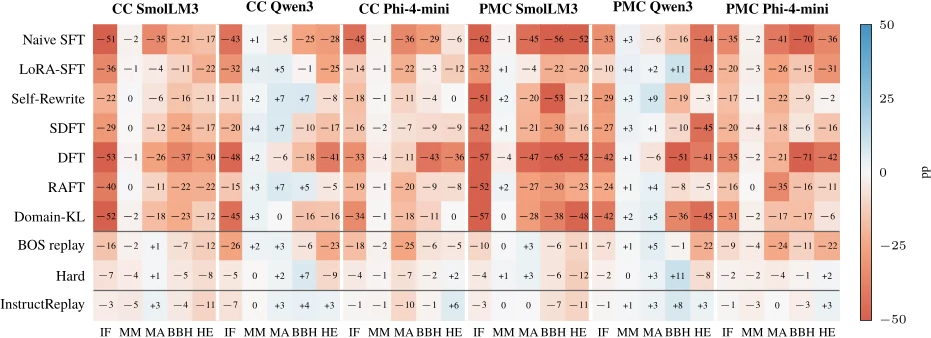 CC SmolLM3 CC Qwen3 CC Phi-4-mini PMC SmolLM3 PMC Qwen3 PMC Phi-4-mini
Naive SFT −51 −2 −35 −21 −17 −43 +1 −5 −25 −28 −45 −1 −36 −29 −6 −62 −1 −45 −56 −52 −33 +3 −6 −16 −44 −35 −2 −41 −70 −36
LoRA-SFT −36 −1 −4 −11 −22 −32 +4 +5 −1 −25 −14 −1 −22 −3 −12 −32 +1 −4 −22 −20 −10 +4 +2 +11 −42 −20 −3 −26 −15 −31
Self-Rewrite −22 0 −6 −16 −11 −11 +2 +7 +7 −8 −18 −1 −11 −4 0 −51 +2 −20 −53 −12 −29 +3 +9 −19 −3 −17 −1 −22 −9 −2
SDFT −29 0 −12 −24 −17 −20 +4 +7 −10 −17 −16 −2 −7 −9 −9 −42 +1 −21 −30 −16 −27 +3 +1 −10 −45 −20 −4 −18 −6 −16
DFT −53 −1 −26 −37 −30 −48 +2 −6 −18 −41 −33 −4 −11 −43 −36 −57 −4 −47 −65 −52 −42 +1 −6 −51 −41 −35 −2 −21 −71 −42
RAFT −40 0 −11 −22 −22 −15 +3 +7 +5 −5 −19 −1 −20 −9 −8 −52 +2 −27 −30 −23 −24 +1 +4 −8 −5 −16 0 −35 −16 −11
Domain-KL −52 −2 −18 −23 −12 −45 +3 0 −16 −16 −34 −1 −18 −11 0 −57 0 −28 −38 −48 −42 +2 +5 −36 −45 −31 −2 −17 −17 −6
BOS replay −16 −2 +1 −7 −12 −26 +2 +3 −6 −23 −18 −2 −25 −6 −5 −10 0 +3 −6 −11 −7 +1 +5 −1 −22 −9 −4 −24 −11 −22
Hard −7 −4 +1 −5 −8 −5 0 +2 +7 −9 −4 −1 −7 −2 +2 −4 +1 +3 −6 −12 −2 0 +3 +11 −8 −2 −2 −4 −1 +2
InstructReplay −3 −5 +3 −4 −11 −7 0 +3 +4 +3 −1 −1 −10 −1 +6 −3 0 0 −7 −11 −1 +1 +3 +8 +3 −1 −3 0 −3 +3
IF MM MA BBH HE IF MM MA BBH HE IF MM MA BBH HE IF MM MA BBH HE IF MM MA BBH HE IF MM MA BBH HE
50
25
0
−25
−50
pp